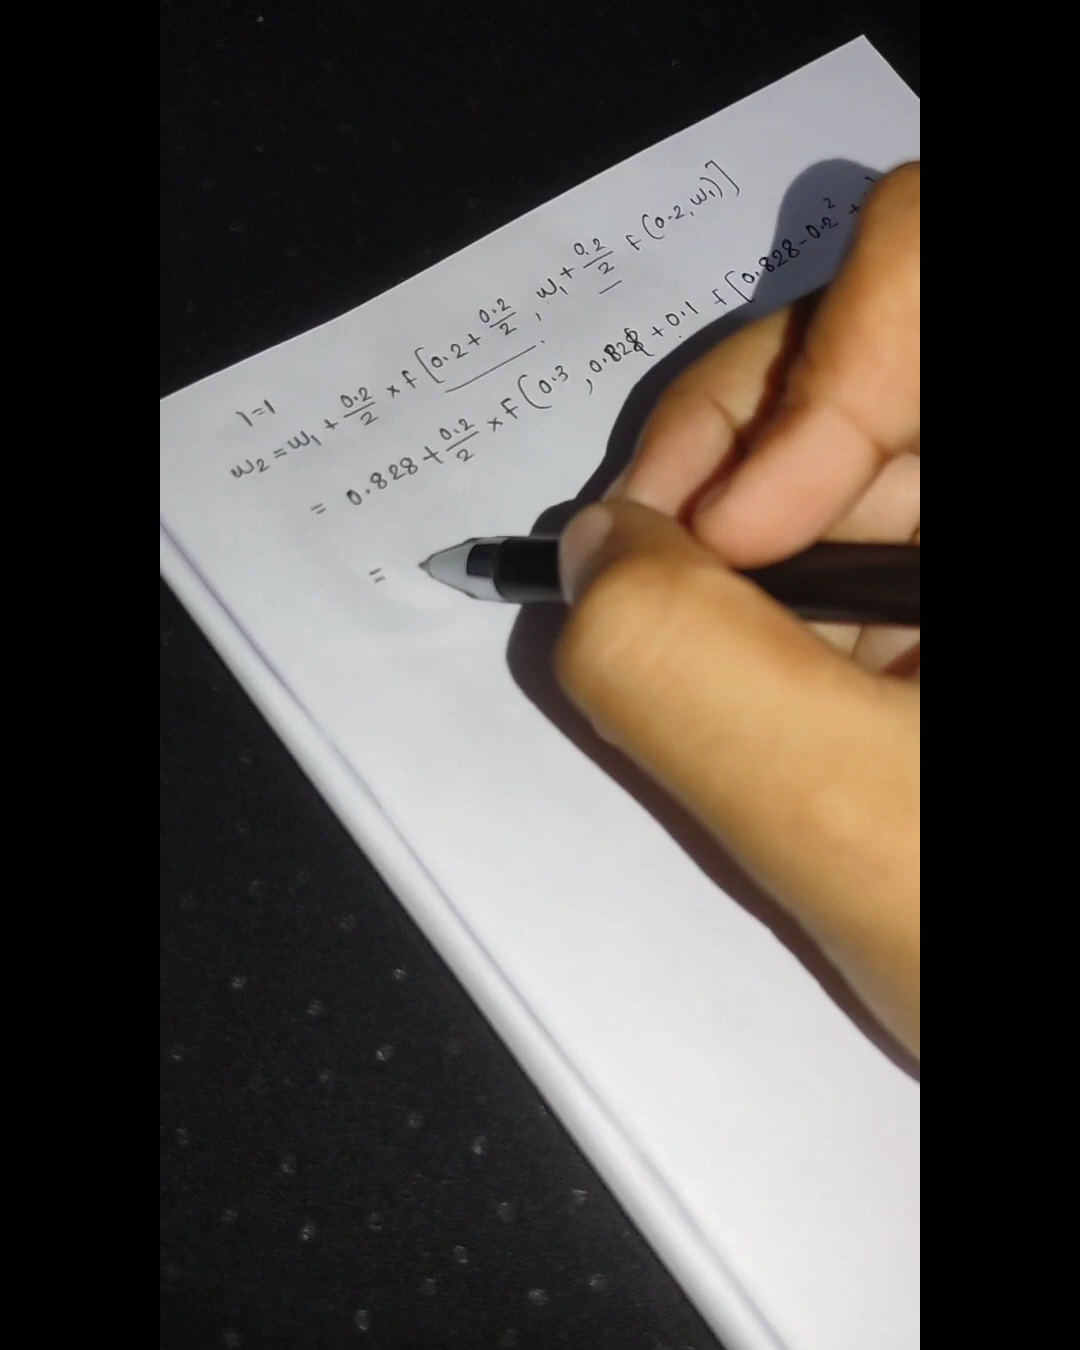 i=1
w₂ = w₁ + 0.2/2 × f [0.2 + 0.2/2 , w₁ + 0.2/2 f (0.2, w₁)]
= 0.828 + 0.2/2 × f (0.3 , 0.828 + 0.1 f [0.828 - 0.2² +
=